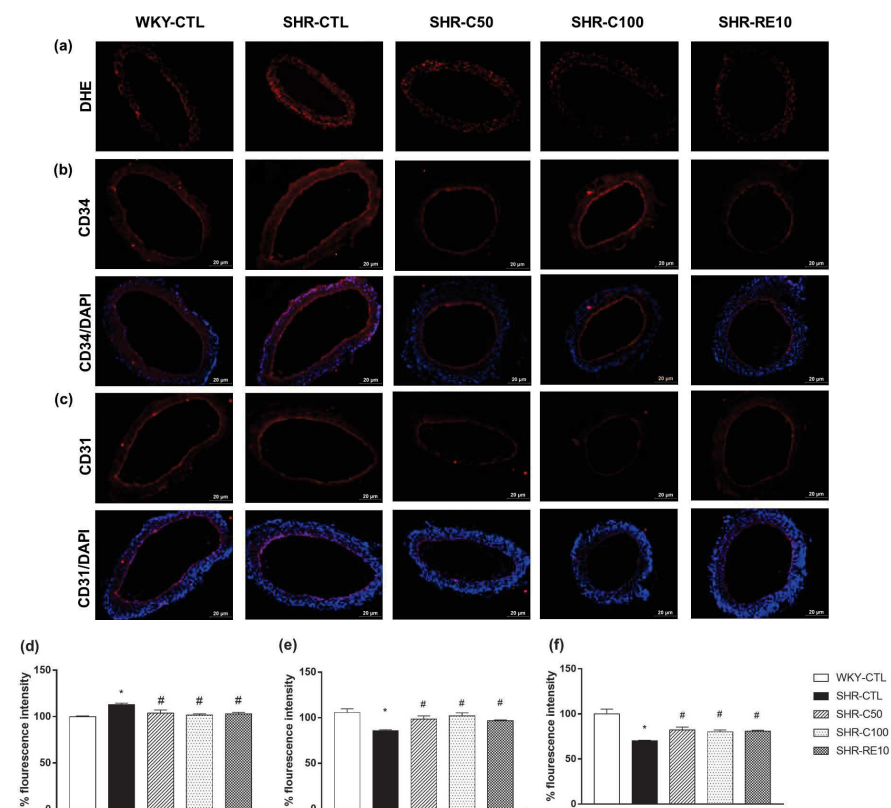 WKY-CTL SHR-CTL SHR-C50 SHR-C100 SHR-RE10
(a)
DHE
(b)
CD34
20 µm 20 µm 20 µm 20 µm 20 µm
CD34/DAPI
20 µm 20 µm 20 µm 20 µm 20 µm
(c)
CD31
20 µm 20 µm 20 µm 20 µm 20 µm
CD31/DAPI
20 µm 20 µm 20 µm 20 µm 20 µm
(d)
% flourescence intensity
150
100
50
0
* # # #
(e)
% flourescence intensity
150
100
50
0
* # # #
(f)
% flourescence intensity
150
100
50
0
* # # #
WKY-CTL
SHR-CTL
SHR-C50
SHR-C100
SHR-RE10